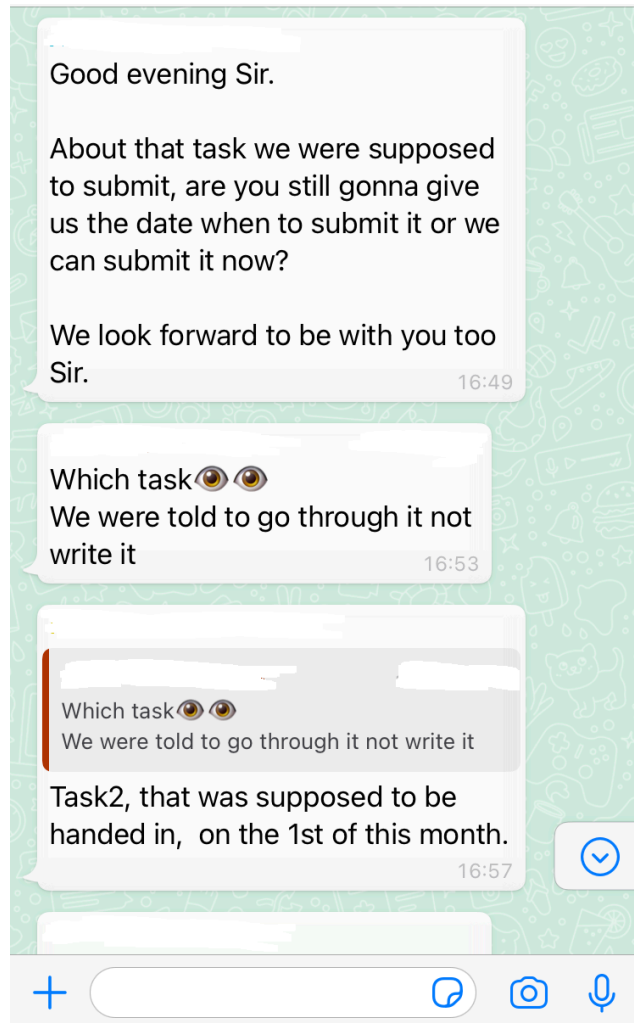 Good evening Sir.
About that task we were supposed
to submit, are you still gonna give
us the date when to submit it or we
can submit it now?
We look forward to be with you too
Sir.
16:49
Which task👁️👁️
We were told to go through it not
write it
16:53
Which task👁️👁️
We were told to go through it not write it
Task2, that was supposed to be
handed in,  on the 1st of this month.
16:57